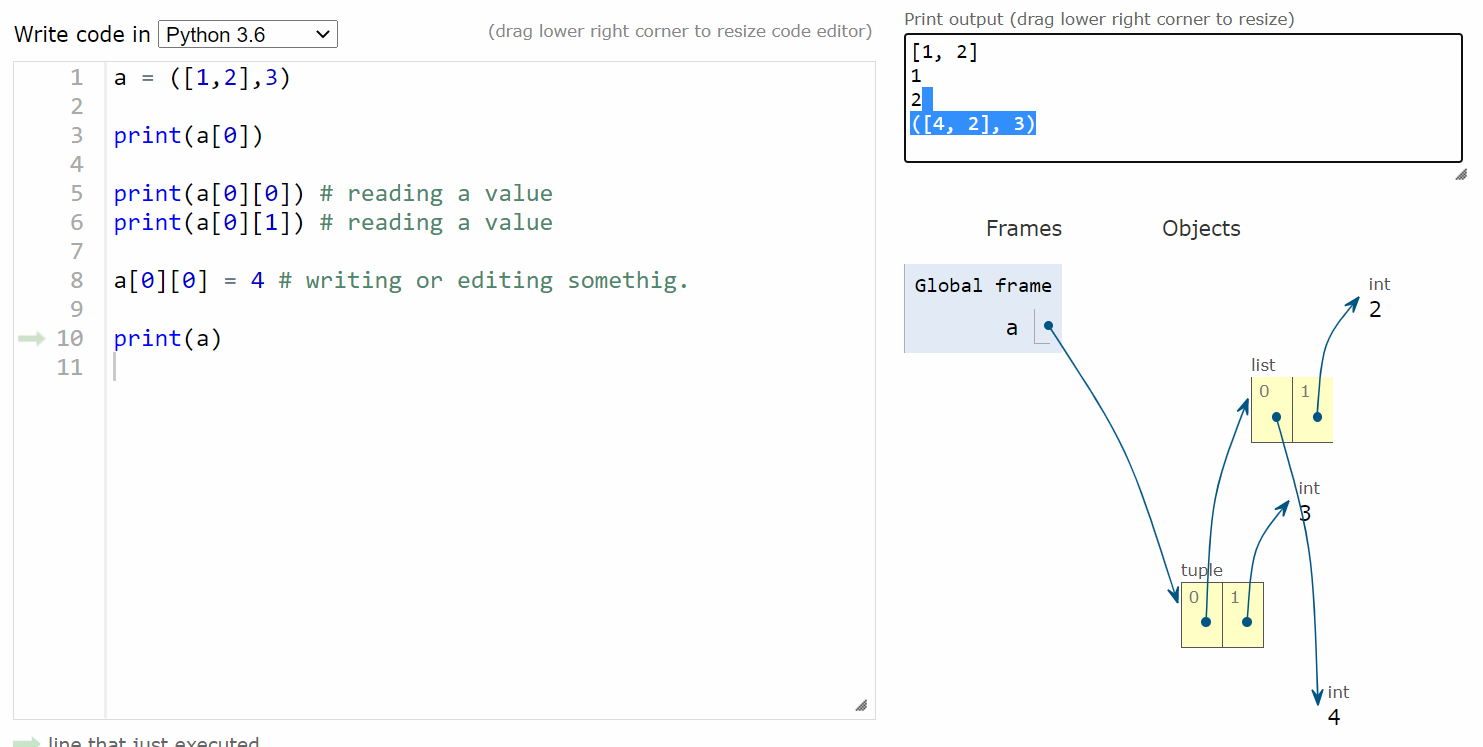 Write code in Python 3.6
(drag lower right corner to resize code editor)
1 a = ([1,2],3)
2
3 print(a[0])
4
5 print(a[0][0]) # reading a value
6 print(a[0][1]) # reading a value
7
8 a[0][0] = 4 # writing or editing somethig.
9
10 print(a)
11
line that just executed
Print output (drag lower right corner to resize)
[1, 2]
1
2
([4, 2], 3)
Frames
Objects
Global frame
a
int
2
list
0 1
int
3
tuple
0 1
int
4